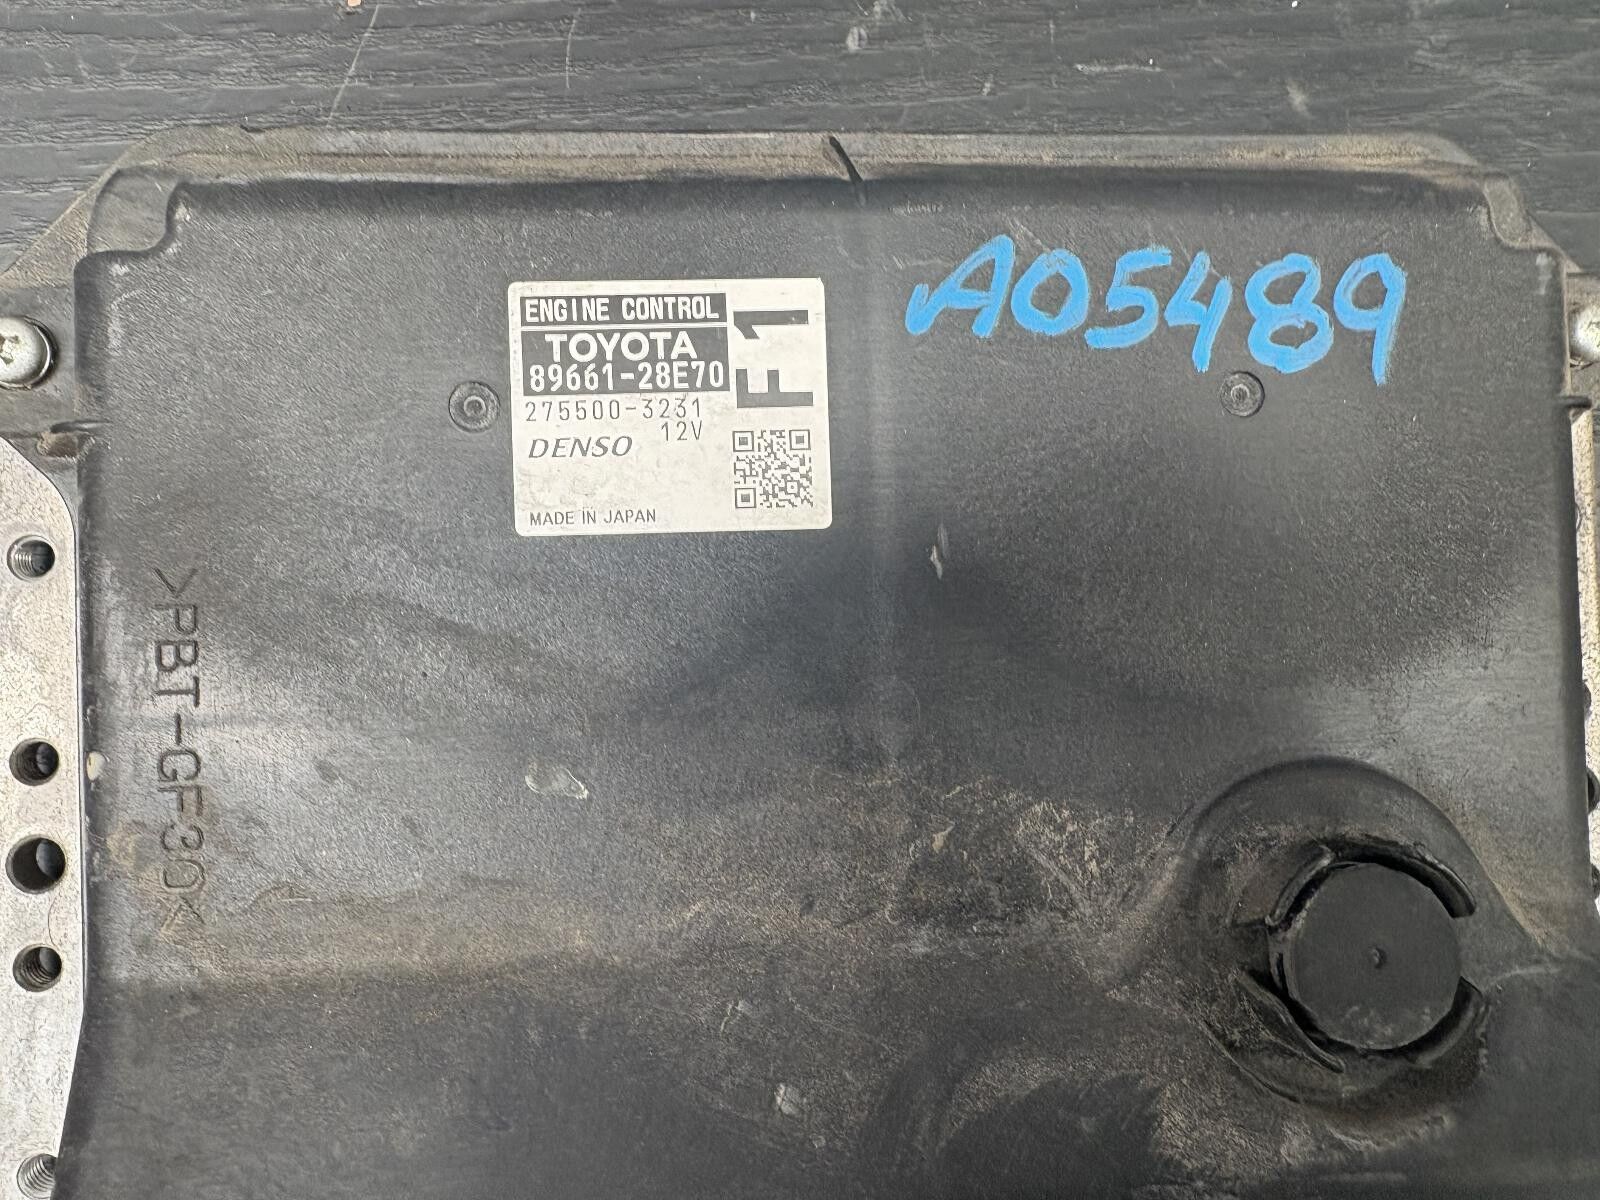 ENGINE CONTROL
TOYOTA
89661-28E70
F1
275500-3231
12V
DENSO
MADE IN JAPAN
A05489
>PBT-GF30<